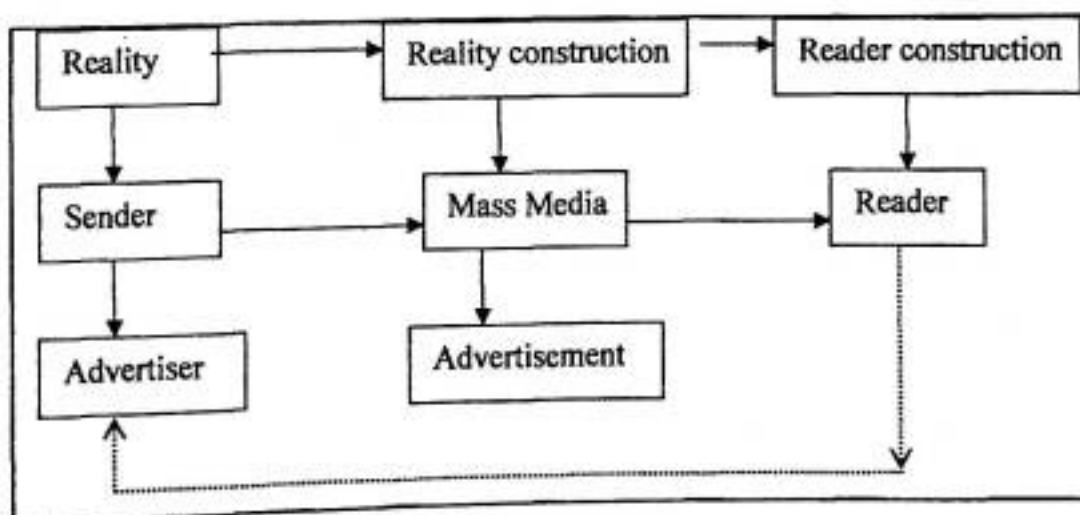 Reality
Reality construction
Reader construction
Sender
Mass Media
Reader
Advertiser
Advertisement